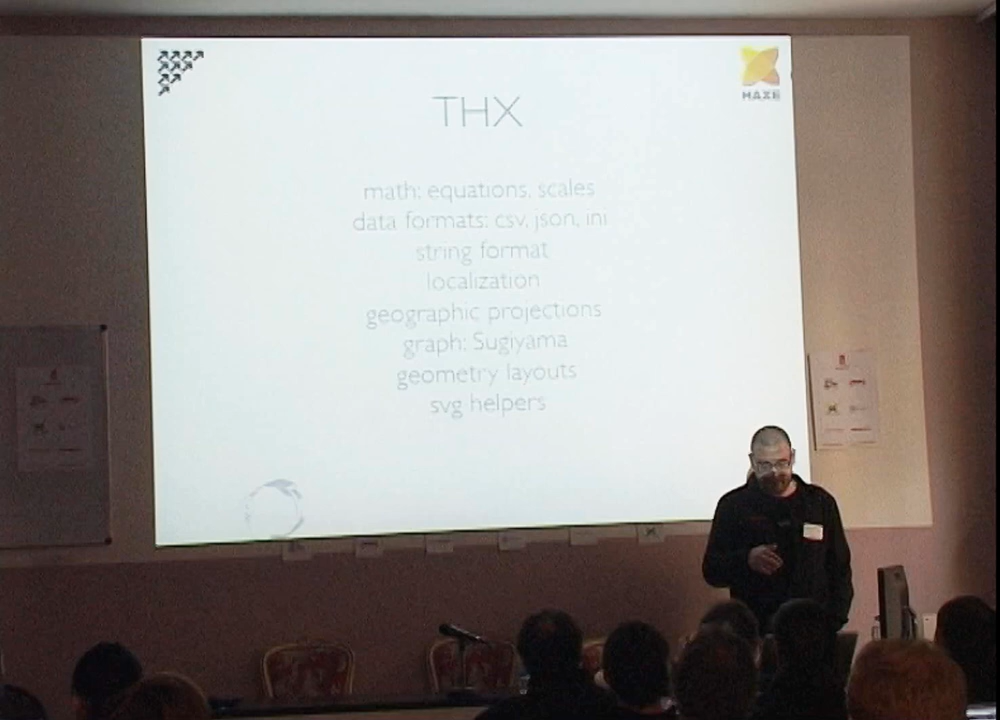 HAXE
THX
math: equations, scales
data formats: csv, json, ini
string format
localization
geographic projections
graph: Sugiyama
geometry layouts
svg helpers